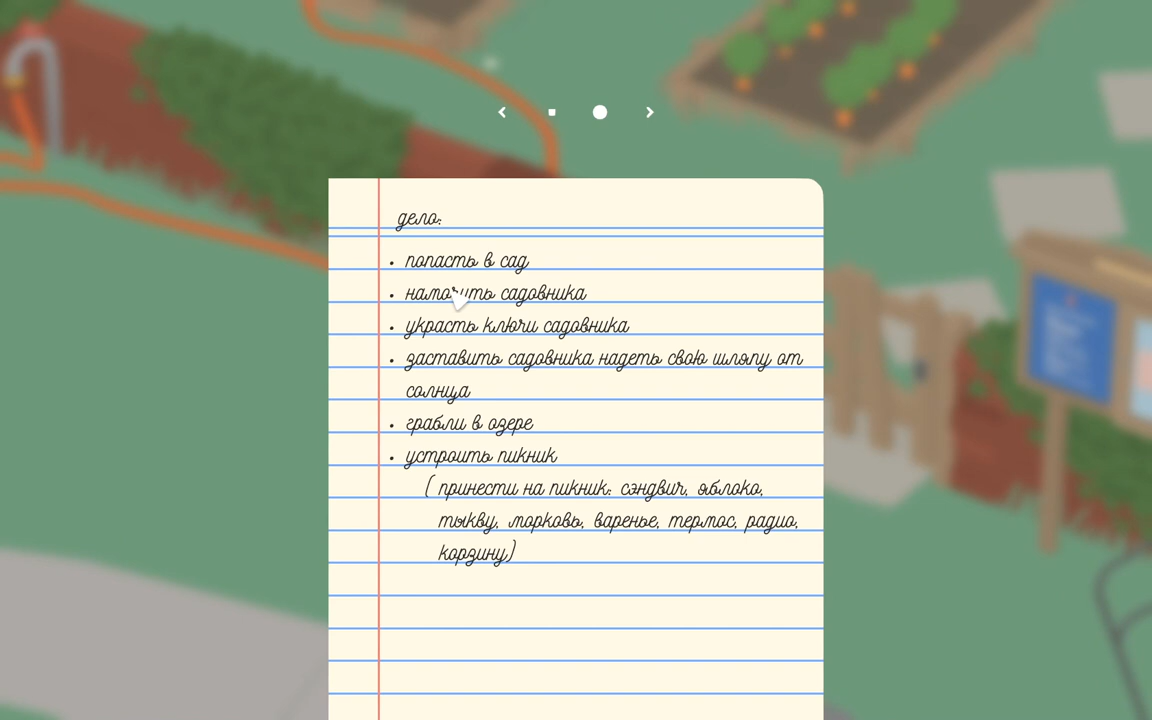 дело:
• попасть в сад
• намочить садовника
• украсть ключи садовника
• заставить садовника надеть свою шляпу от
солнца
• грабли в озере
• устроить пикник
(принести на пикник: сэндвич, яблоко,
тыкву, морковь, варенье, термос, радио,
корзину)